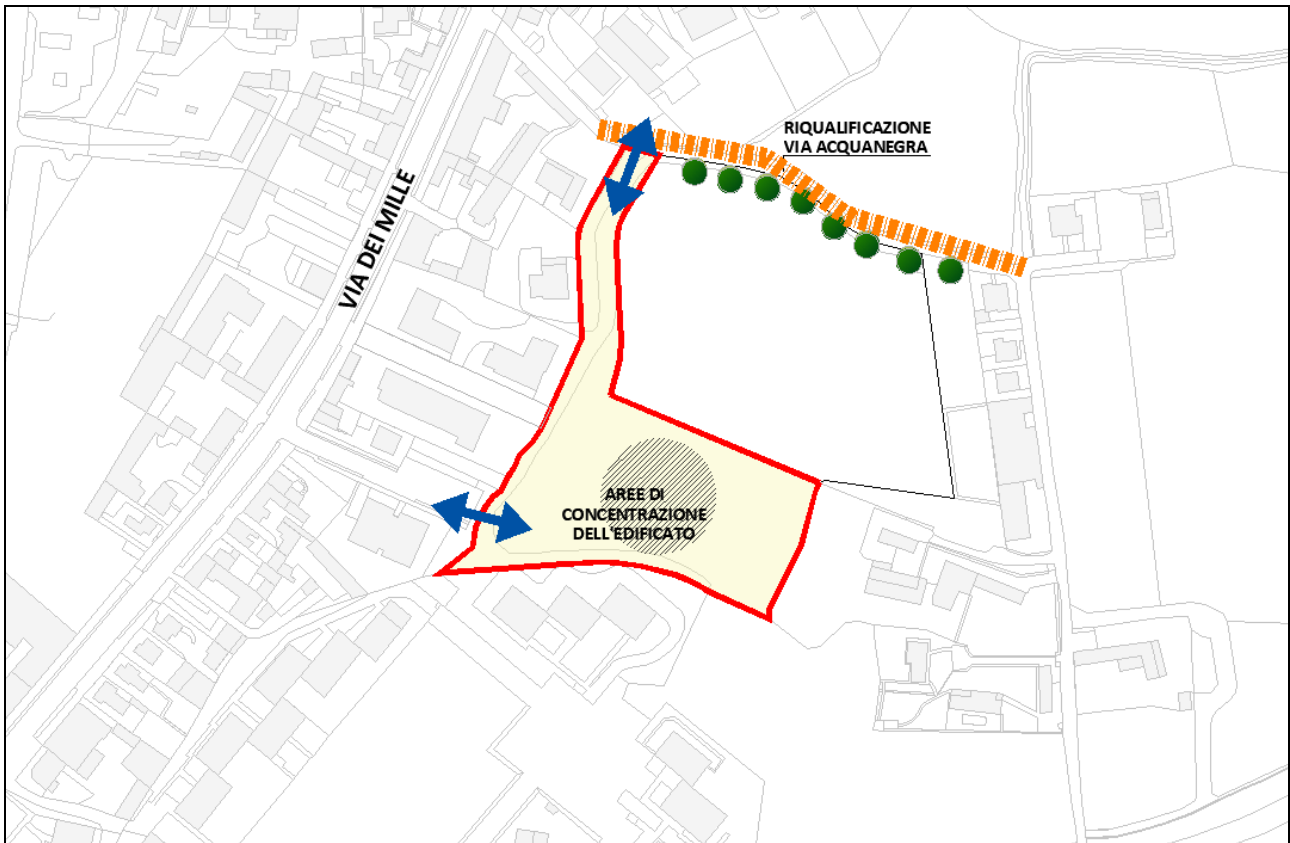 RIQUALIFICAZIONE
VIA ACQUANEGRA
VIA DEI MILLE
AREE DI
CONCENTRAZIONE
DELL'EDIFICATO